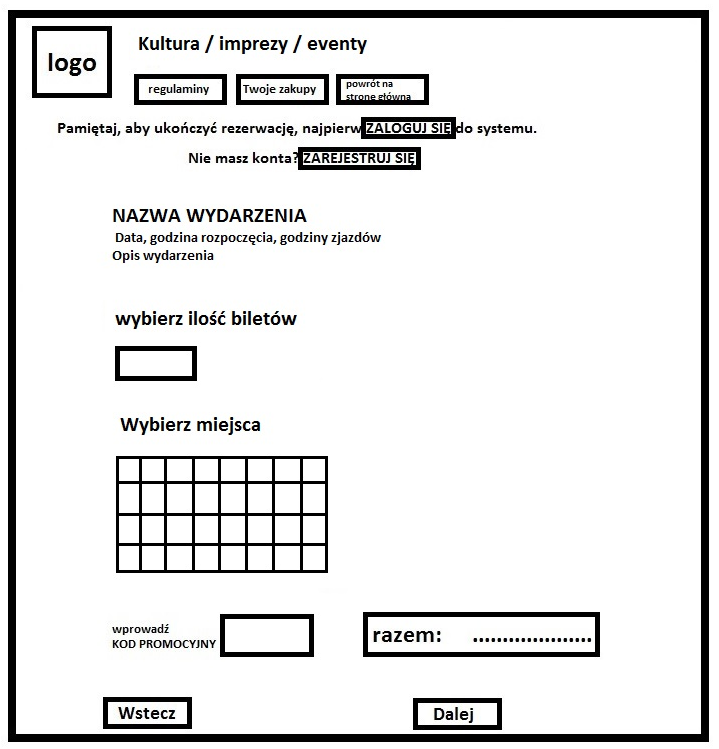 logo
Kultura / imprezy / eventy
regulaminy
Twoje zakupy
powrót na
stronę główną
Pamiętaj, aby ukończyć rezerwację, najpierw ZALOGUJ SIĘ do systemu.
Nie masz konta? ZAREJESTRUJ SIĘ
NAZWA WYDARZENIA
Data, godzina rozpoczęcia, godziny zjazdów
Opis wydarzenia
wybierz ilość biletów
Wybierz miejsca
wprowadź
KOD PROMOCYJNY
razem: ....................
Wstecz
Dalej